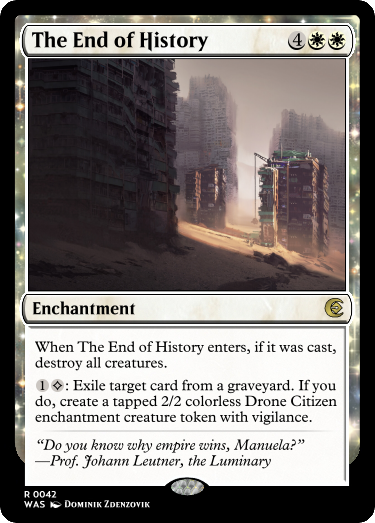 The End of History 4
Enchantment
When The End of History enters, if it was cast,
destroy all creatures.
1: Exile target card from a graveyard. If you
do, create a tapped 2/2 colorless Drone Citizen
enchantment creature token with vigilance.
“Do you know why empire wins, Manuela?”
—Prof. Johann Leutner, the Luminary
R 0042
WAS DOMINIK ZDENZOVIK